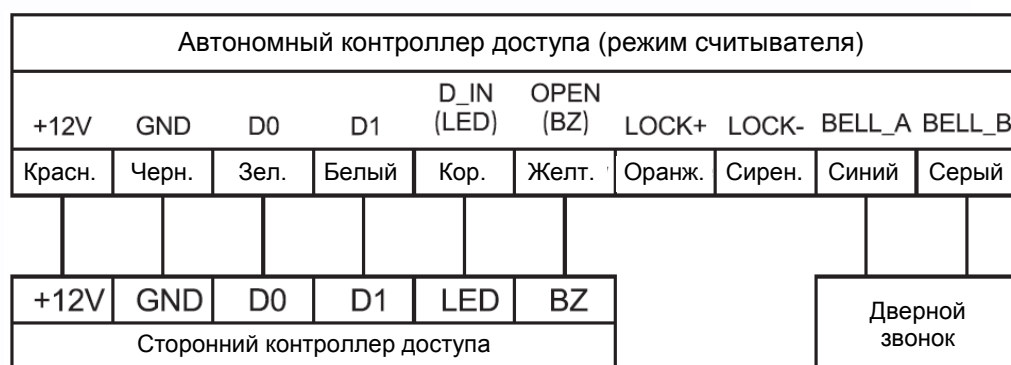 Автономный контроллер доступа (режим считывателя)
+12V GND D0 D1 D_IN (LED) OPEN (BZ) LOCK+ LOCK- BELL_A BELL_B
Красн. Черн. Зел. Белый Кор. Желт. Оранж. Сирен. Синий Серый
+12V GND D0 D1 LED BZ
Сторонний контроллер доступа
Дверной
звонок